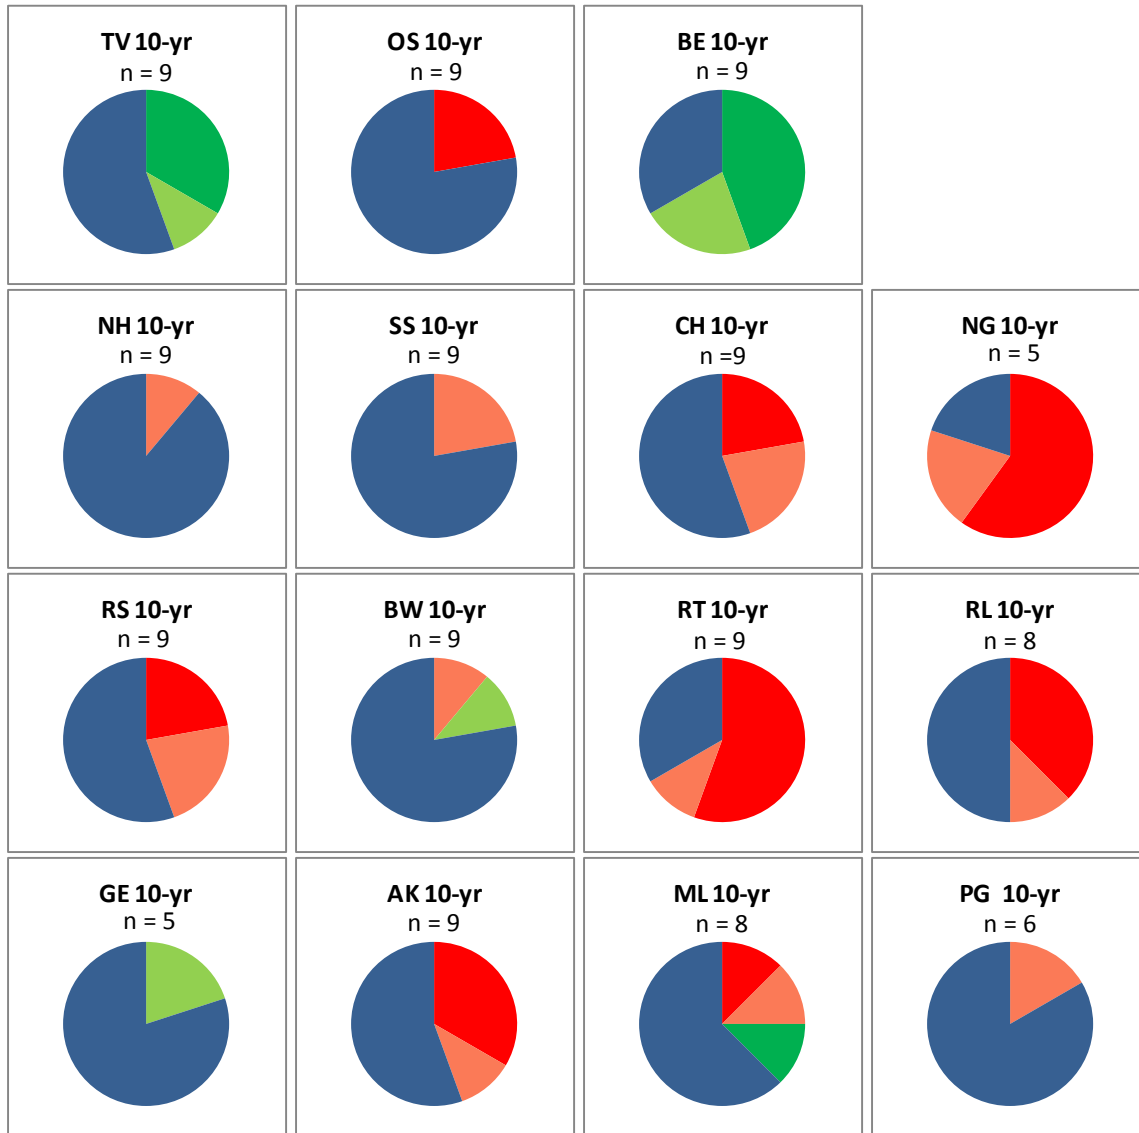 TV 10-yr
n = 9
OS 10-yr
n = 9
BE 10-yr
n = 9
NH 10-yr
n = 9
SS 10-yr
n = 9
CH 10-yr
n =9
NG 10-yr
n = 5
RS 10-yr
n = 9
BW 10-yr
n = 9
RT 10-yr
n = 9
RL 10-yr
n = 8
GE 10-yr
n = 5
AK 10-yr
n = 9
ML 10-yr
n = 8
PG 10-yr
n = 6